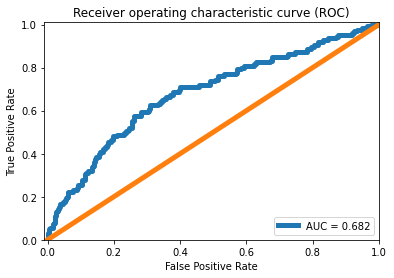 Receiver operating characteristic curve (ROC)
True Positive Rate
1.0
0.8
0.6
0.4
0.2
0.0
AUC = 0.682
0.0 0.2 0.4 0.6 0.8 1.0
False Positive Rate